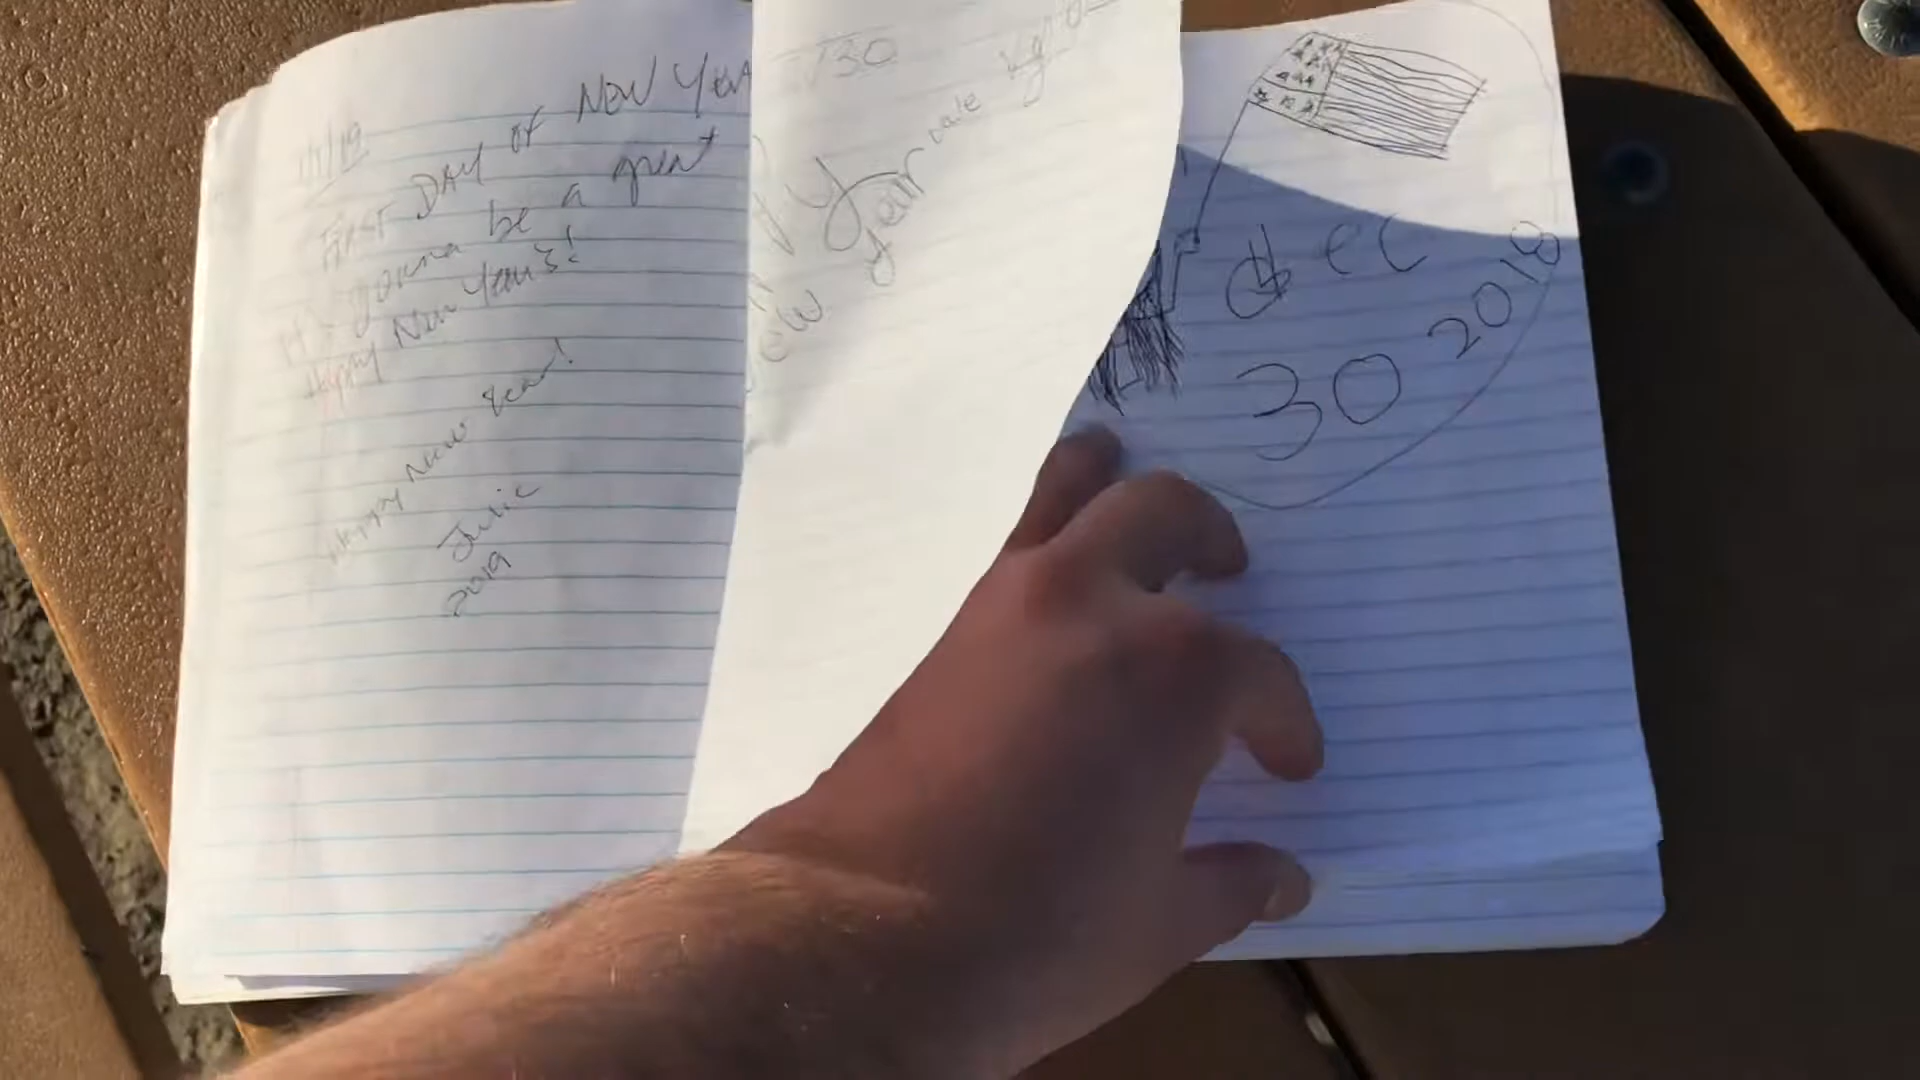 1/1/19
FIRST DAY OF NEW YEAR
It's gonna be a great
Happy New Years!
Happy New Year!
Julie
2019
/30
year
dec
30 2018